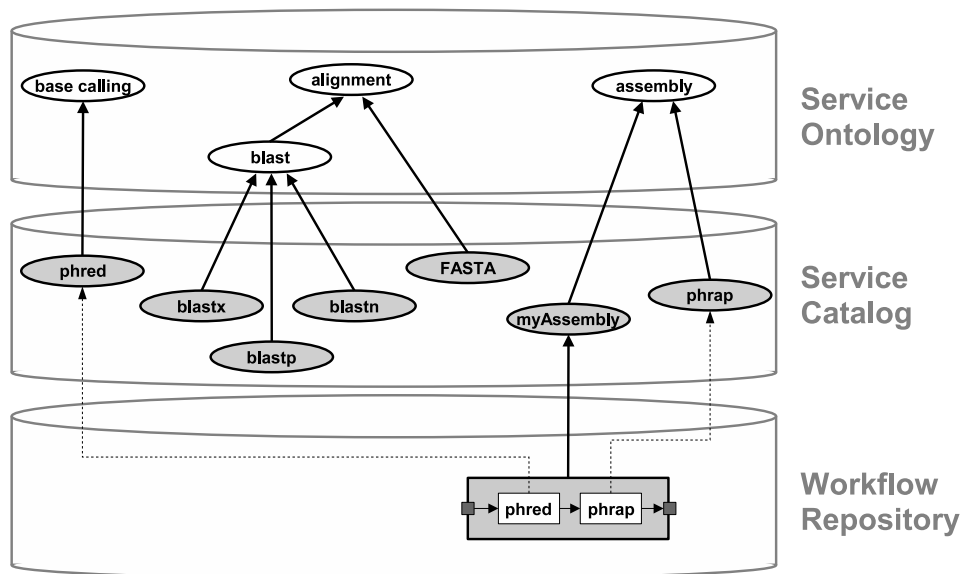 base calling
alignment
assembly
Service
Ontology
blast
phred
FASTA
blastx
blastn
phrap
myAssembly
blastp
Service
Catalog
phred
phrap
Workflow
Repository